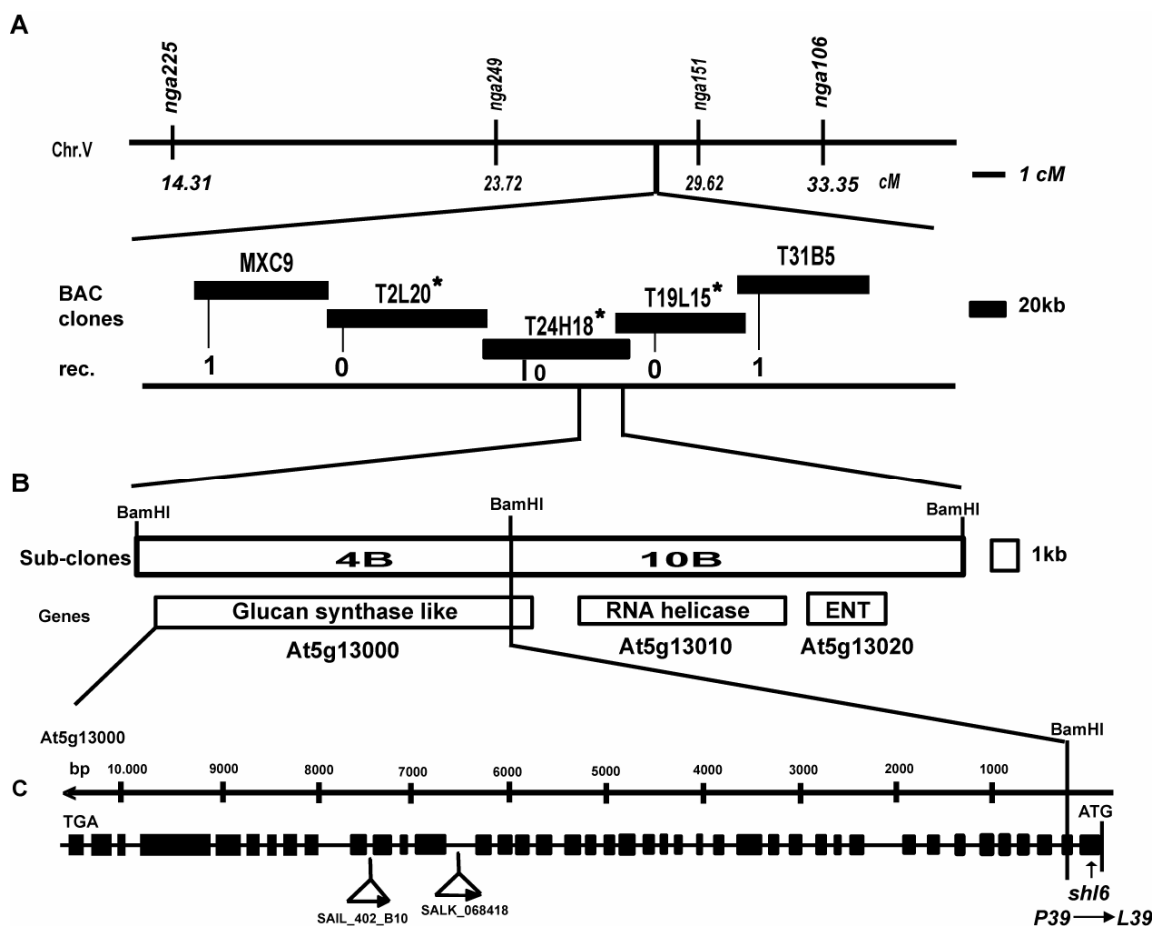 A
nga225
nga249
nga151
nga106
Chr.V
14.31
23.72
29.62
33.35
cM
1 cM
MXC9
T2L20*
T24H18*
T19L15*
T31B5
BAC
clones
20kb
rec.
1
0
0
0
1
B
BamHI
BamHI
BamHI
Sub-clones
4B
10B
1kb
Genes
Glucan synthase like
RNA helicase
ENT
At5g13000
At5g13010
At5g13020
At5g13000
BamHI
C
bp
10.000
9000
8000
7000
6000
5000
4000
3000
2000
1000
TGA
ATG
SAIL_402_B10
SALK_068418
shl6
P39 → L39